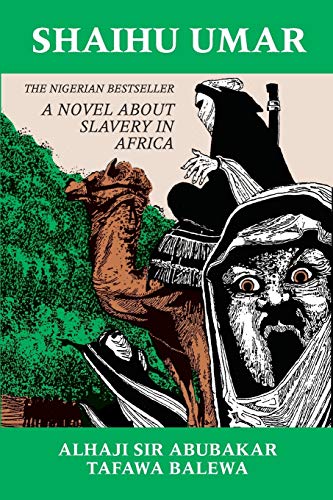 SHAIHU UMAR
THE NIGERIAN BESTSELLER
A NOVEL ABOUT
SLAVERY IN
AFRICA
ALHAJI SIR ABUBAKAR
TAFAWA BALEWA